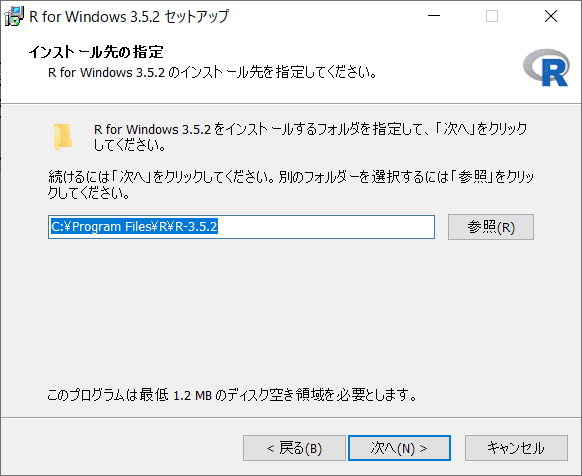 R for Windows 3.5.2 セットアップ
インストール先の指定
R for Windows 3.5.2 のインストール先を指定してください。
R
R for Windows 3.5.2 をインストールするフォルダを指定して、「次へ」をクリック
してください。
続けるには「次へ」をクリックしてください。別のフォルダーを選択するには「参照」をクリッ
クしてください。
C:¥Program Files¥R¥R-3.5.2
参照(R)
このプログラムは最低 1.2 MB のディスク空き領域を必要とします。
< 戻る(B)
次へ(N) >
キャンセル